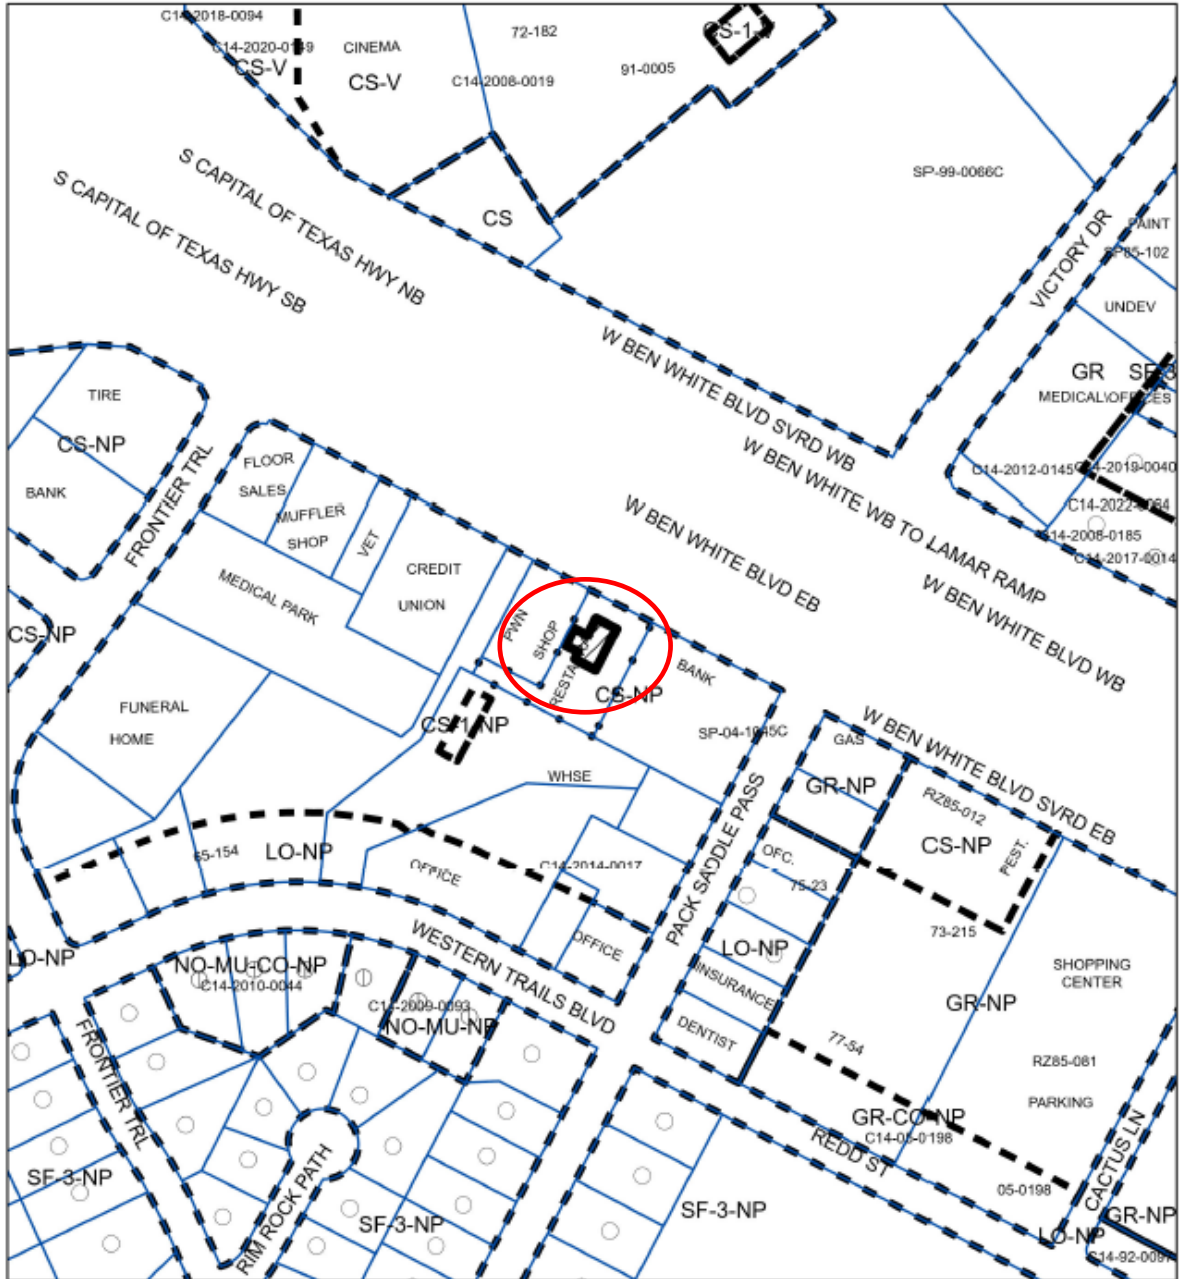 C14-2018-0094
C14-2020-0149
CS-V
CINEMA
CS-V
72-182
C14-2008-0019
91-0005
SP-99-0066C
S CAPITAL OF TEXAS HWY NB
S CAPITAL OF TEXAS HWY SB
CS
VICTORY DR
PAINT
SP85-102
UNDEV
GR
MEDICAL OFFICES
W BEN WHITE BLVD SVRD WB
W BEN WHITE WB TO LAMAR RAMP
W BEN WHITE BLVD EB
W BEN WHITE BLVD WB
C14-2012-0145
C14-2019-0040
C14-2008-0185
C14-2017-0014
TIRE
CS-NP
BANK
FRONTIER TRL
FLOOR
SALES
MUFFLER
SHOP
VET
CREDIT
UNION
MEDICAL PARK
CS-NP
FUNERAL
HOME
PWN
SHOP
CS-NP
BANK
CS-1-NP
SP-04-1045C
WHSE
W BEN WHITE BLVD SVRD EB
GAS
GR-NP
RZ85-012
CS-NP
PACK SADDLE PASS
OFC.
75-23
73-215
65-154
LO-NP
OFFICE
C14-2014-0017
OFFICE
LO-NP
INSURANCE
DENTIST
SHOPPING
CENTER
GR-NP
77-54
RZ85-081
PARKING
LO-NP
NO-MU-CO-NP
C14-2010-0044
C14-2009-0093
NO-MU-NP
WESTERN TRAILS BLVD
FRONTIER TRL
RIM ROCK PATH
SF-3-NP
SF-3-NP
SF-3-NP
GR-CO-NP
REDD ST
05-0198
CACTUS LN
GR-NP
LO-NP